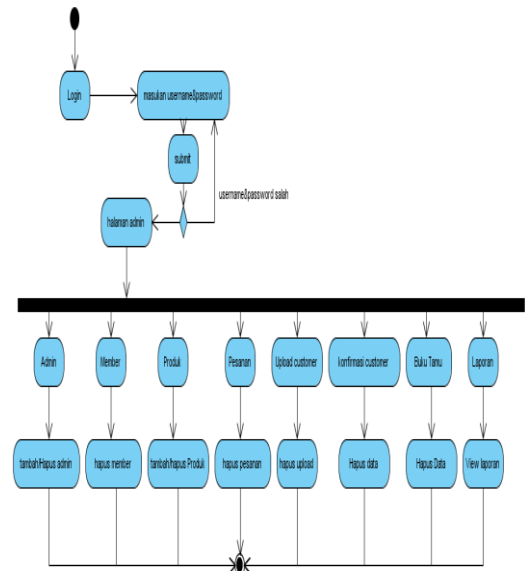 Login
masukan username&password
submit
username&password salah
halaman admin
Admin
Member
Produk
Pesanan
Upload customer
konfirmasi customer
Buku Tamu
Laporan
tambah/Hapus admin
hapus member
tambah/hapus Produk
hapus pesanan
hapus upload
Hapus data
Hapus Data
View laporan